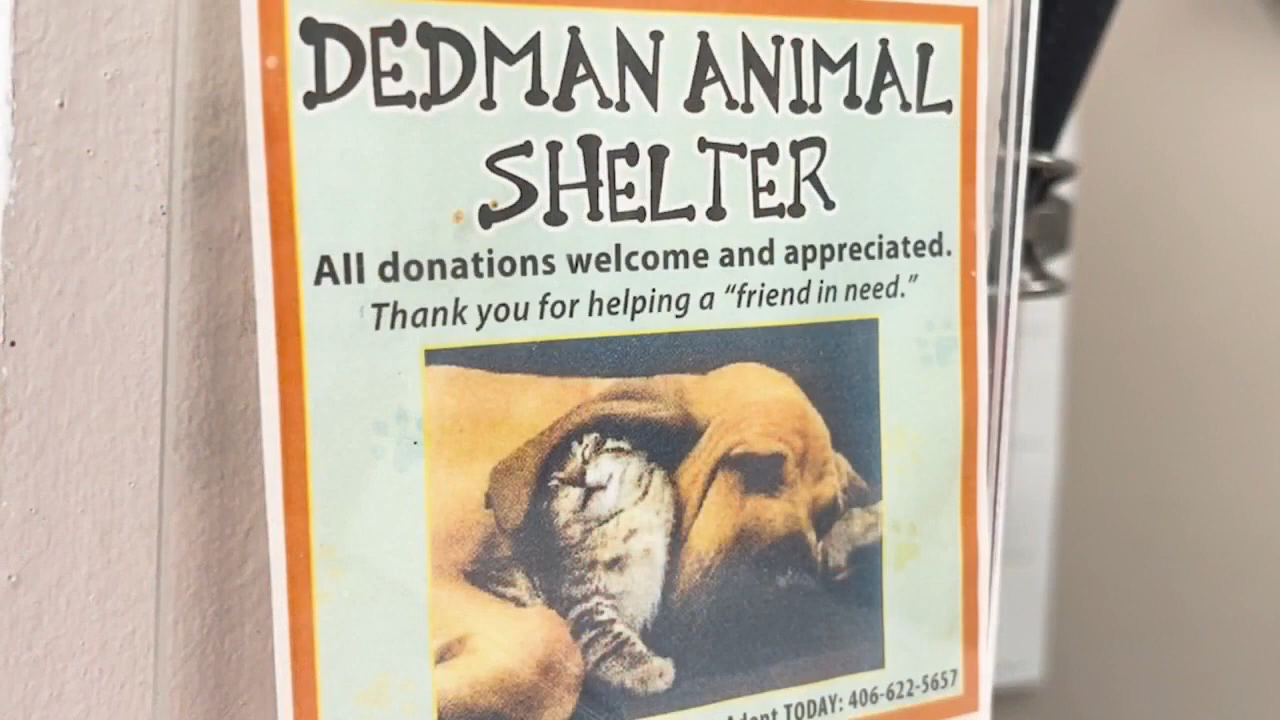 DEDMAN ANIMAL
SHELTER
All donations welcome and appreciated.
Thank you for helping a “friend in need.”
TODAY: 406-622-5657